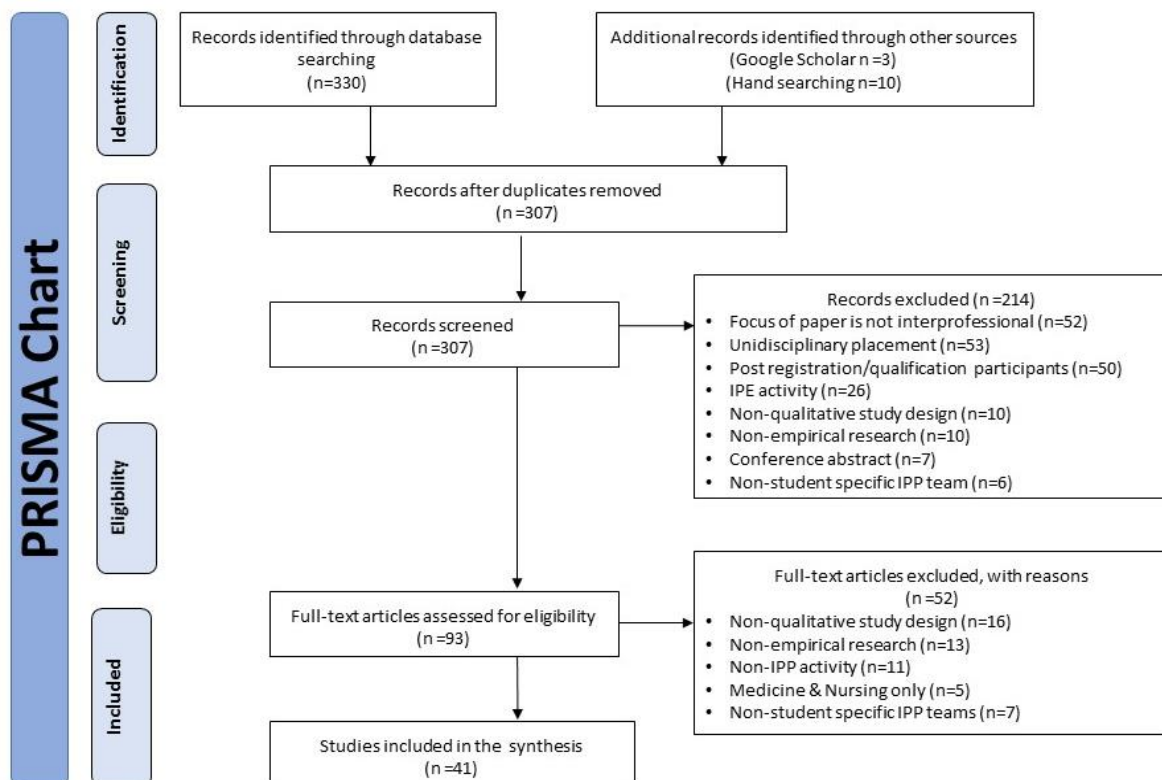 PRISMA Chart
Identification
Records identified through database
searching
(n=330)
Additional records identified through other sources
(Google Scholar n =3)
(Hand searching n=10)
Records after duplicates removed
(n =307)
Screening
Records screened
(n =307)
Records excluded (n =214)
• Focus of paper is not interprofessional (n=52)
• Unidisciplinary placement (n=53)
• Post registration/qualification participants (n=50)
• IPE activity (n=26)
• Non-qualitative study design (n=10)
• Non-empirical research (n=10)
• Conference abstract (n=7)
• Non-student specific IPP team (n=6)
Eligibility
Full-text articles assessed for eligibility
(n =93)
Full-text articles excluded, with reasons
(n =52)
• Non-qualitative study design (n=16)
• Non-empirical research (n=13)
• Non-IPP activity (n=11)
• Medicine & Nursing only (n=5)
• Non-student specific IPP teams (n=7)
Included
Studies included in the synthesis
(n =41)